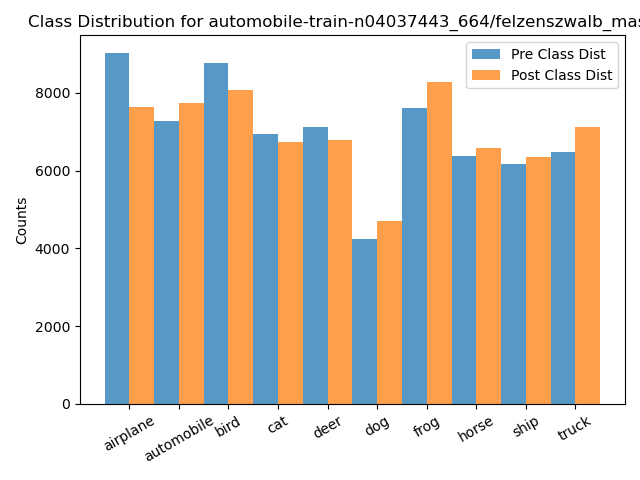 Class Distribution for automobile-train-n04037443_664/felzenszwalb_mas
Pre Class Dist
Post Class Dist
Counts
8000
6000
4000
2000
0
airplane
automobile
bird
cat
deer
dog
frog
horse
ship
truck